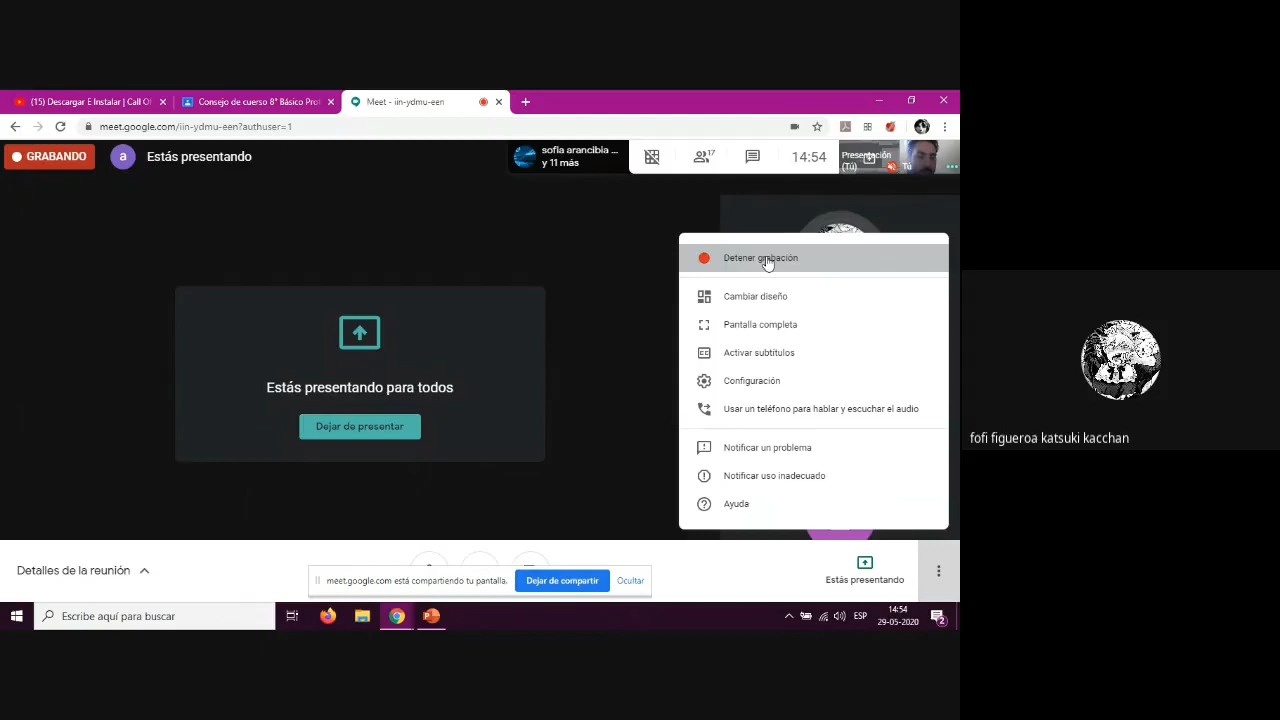 (15) Descargar E Instalar | Call Of
Consejo de cuerso 8° Básico Prof
Meet - iin-ydmu-een
meet.google.com/iin-ydmu-een?authuser=1
GRABANDO
a
Estás presentando
sofia arancibia ...
y 11 más
17
14:54
Presentación
(Tú)
Tú
Detener grabación
Cambiar diseño
Pantalla completa
Activar subtítulos
Configuración
Usar un teléfono para hablar y escuchar el audio
Notificar un problema
Notificar uso inadecuado
Ayuda
Estás presentando para todos
Dejar de presentar
fofi figueroa katsuki kacchan
Detalles de la reunión
meet.google.com está compartiendo tu pantalla.
Dejar de compartir
Ocultar
Estás presentando
Escribe aquí para buscar
ESP
14:54
29-05-2020
2